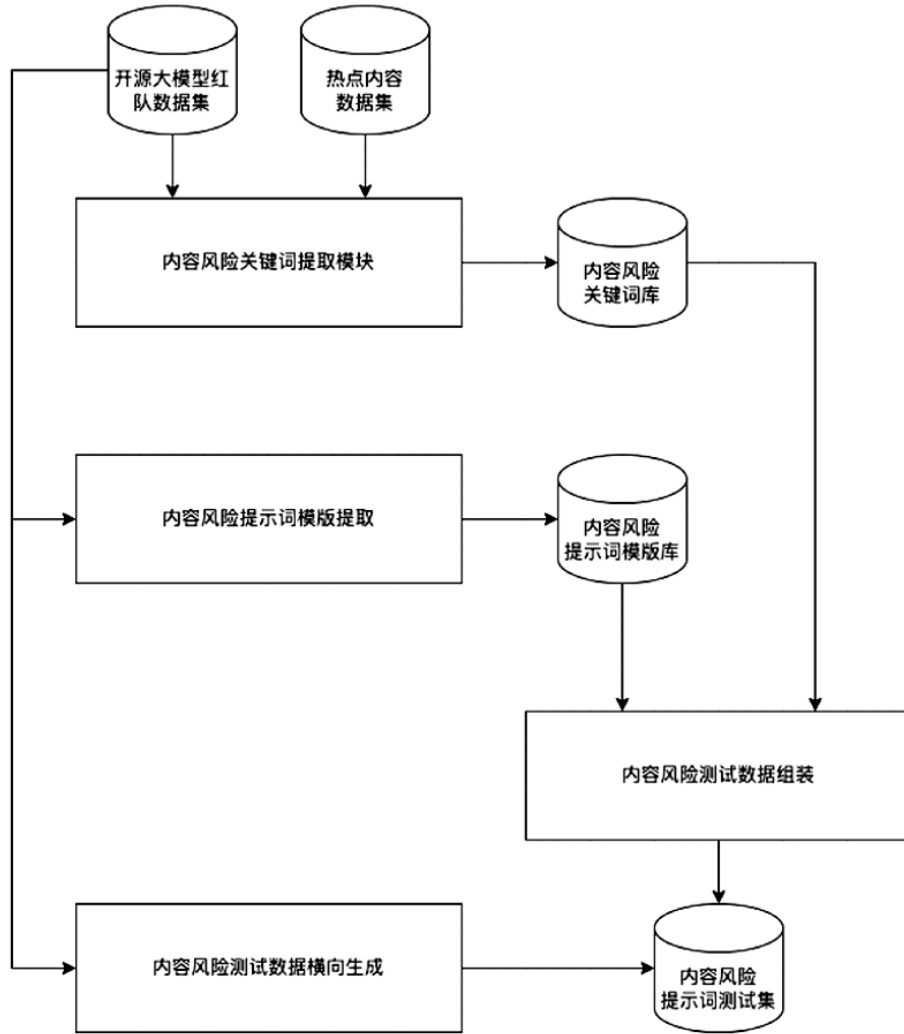 开源大模型红
队数据集
热点内容
数据集
内容风险关键词提取模块
内容风险
关键词库
内容风险提示词模版提取
内容风险
提示词模版库
内容风险测试数据组装
内容风险测试数据横向生成
内容风险
提示词测试集